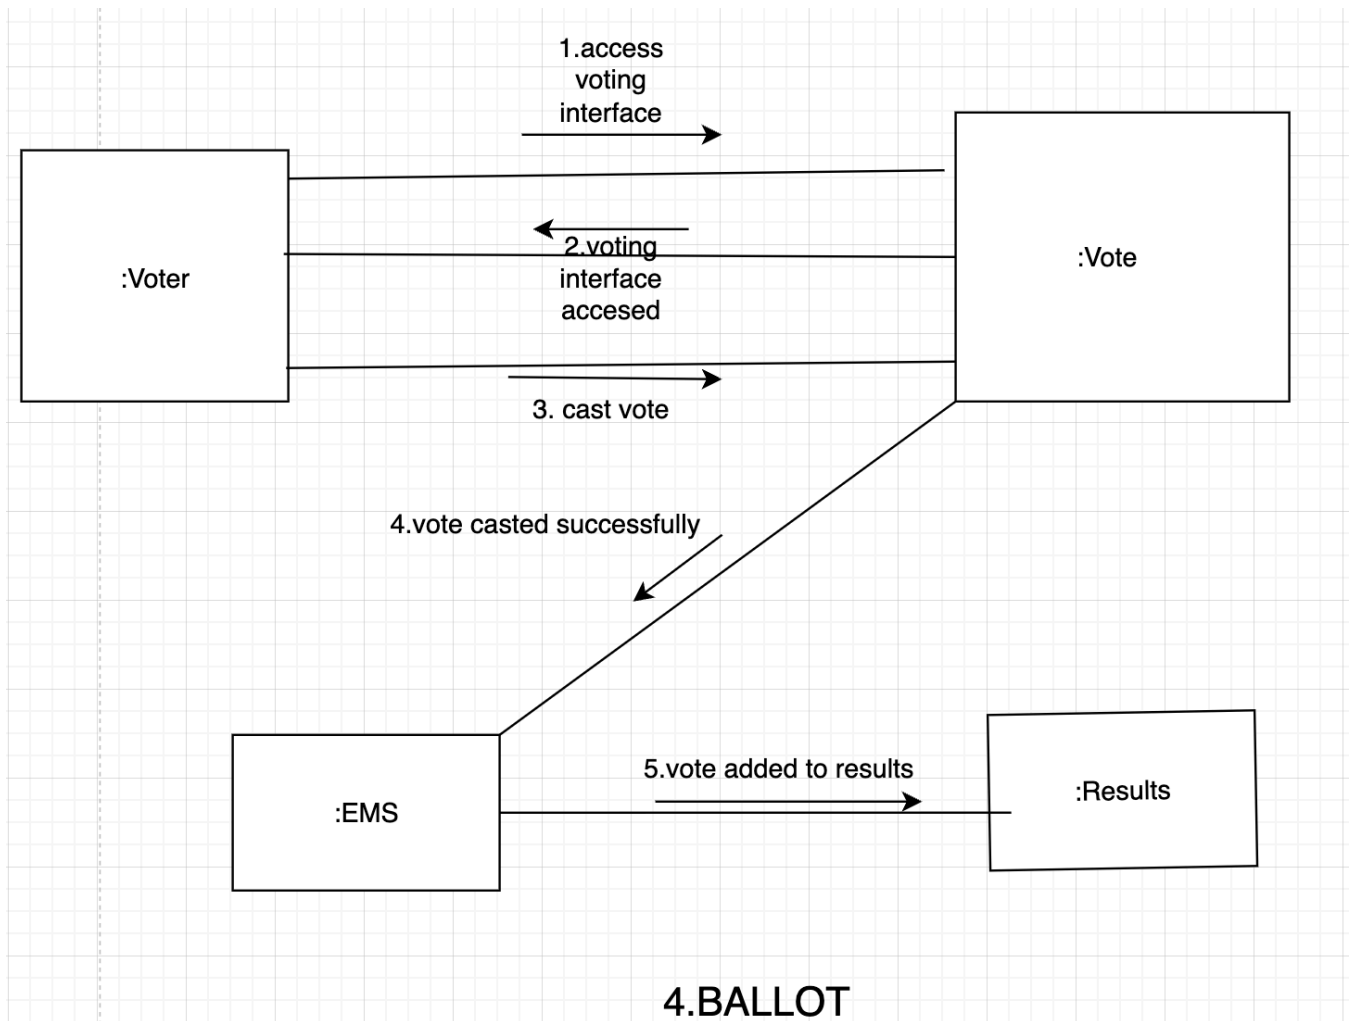 1.access
voting
interface
:Voter
:Vote
2.voting
interface
accesed
3. cast vote
4.vote casted successfully
5.vote added to results
:EMS
:Results
4.BALLOT